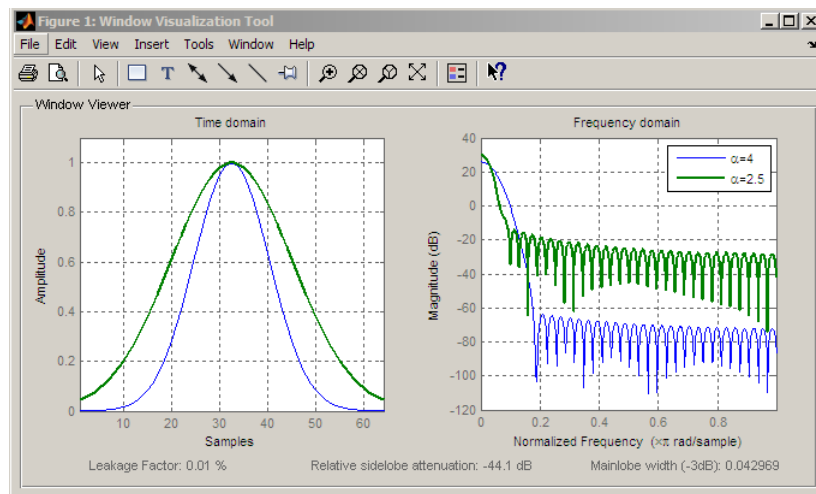 Figure 1: Window Visualization Tool
File Edit View Insert Tools Window Help
Window Viewer
Time domain
1
0.8
0.6
0.4
0.2
0
10 20 30 40 50 60
Amplitude
Samples
Frequency domain
α=4
α=2.5
40
20
0
-20
-40
-60
-80
-100
-120
0 0.2 0.4 0.6 0.8
Magnitude (dB)
Normalized Frequency (×π rad/sample)
Leakage Factor: 0.01 % Relative sidelobe attenuation: -44.1 dB Mainlobe width (-3dB): 0.042969